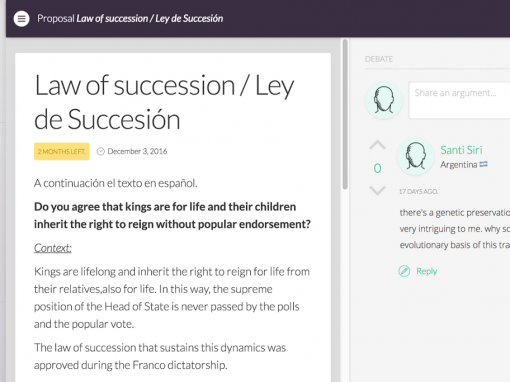 Proposal Law of succession / Ley de Succesión
Law of succession / Ley
de Succesión
2 MONTHS LEFT.
December 3, 2016
A continuación el texto en español.
Do you agree that kings are for life and their children
inherit the right to reign without popular endorsement?
Context:
Kings are lifelong and inherit the right to reign for life from
their relatives,also for life. In this way, the supreme
position of the Head of State is never passed by the polls
and the popular vote.
The law of succession that sustains this dynamics was
approved during the Franco dictatorship.
DEBATE
Share an argument...
0
Santi Siri
Argentina
17 DAYS AGO.
there's a genetic preservatio
very intriguing to me. why sc
evolutionary basis of this tra
Reply